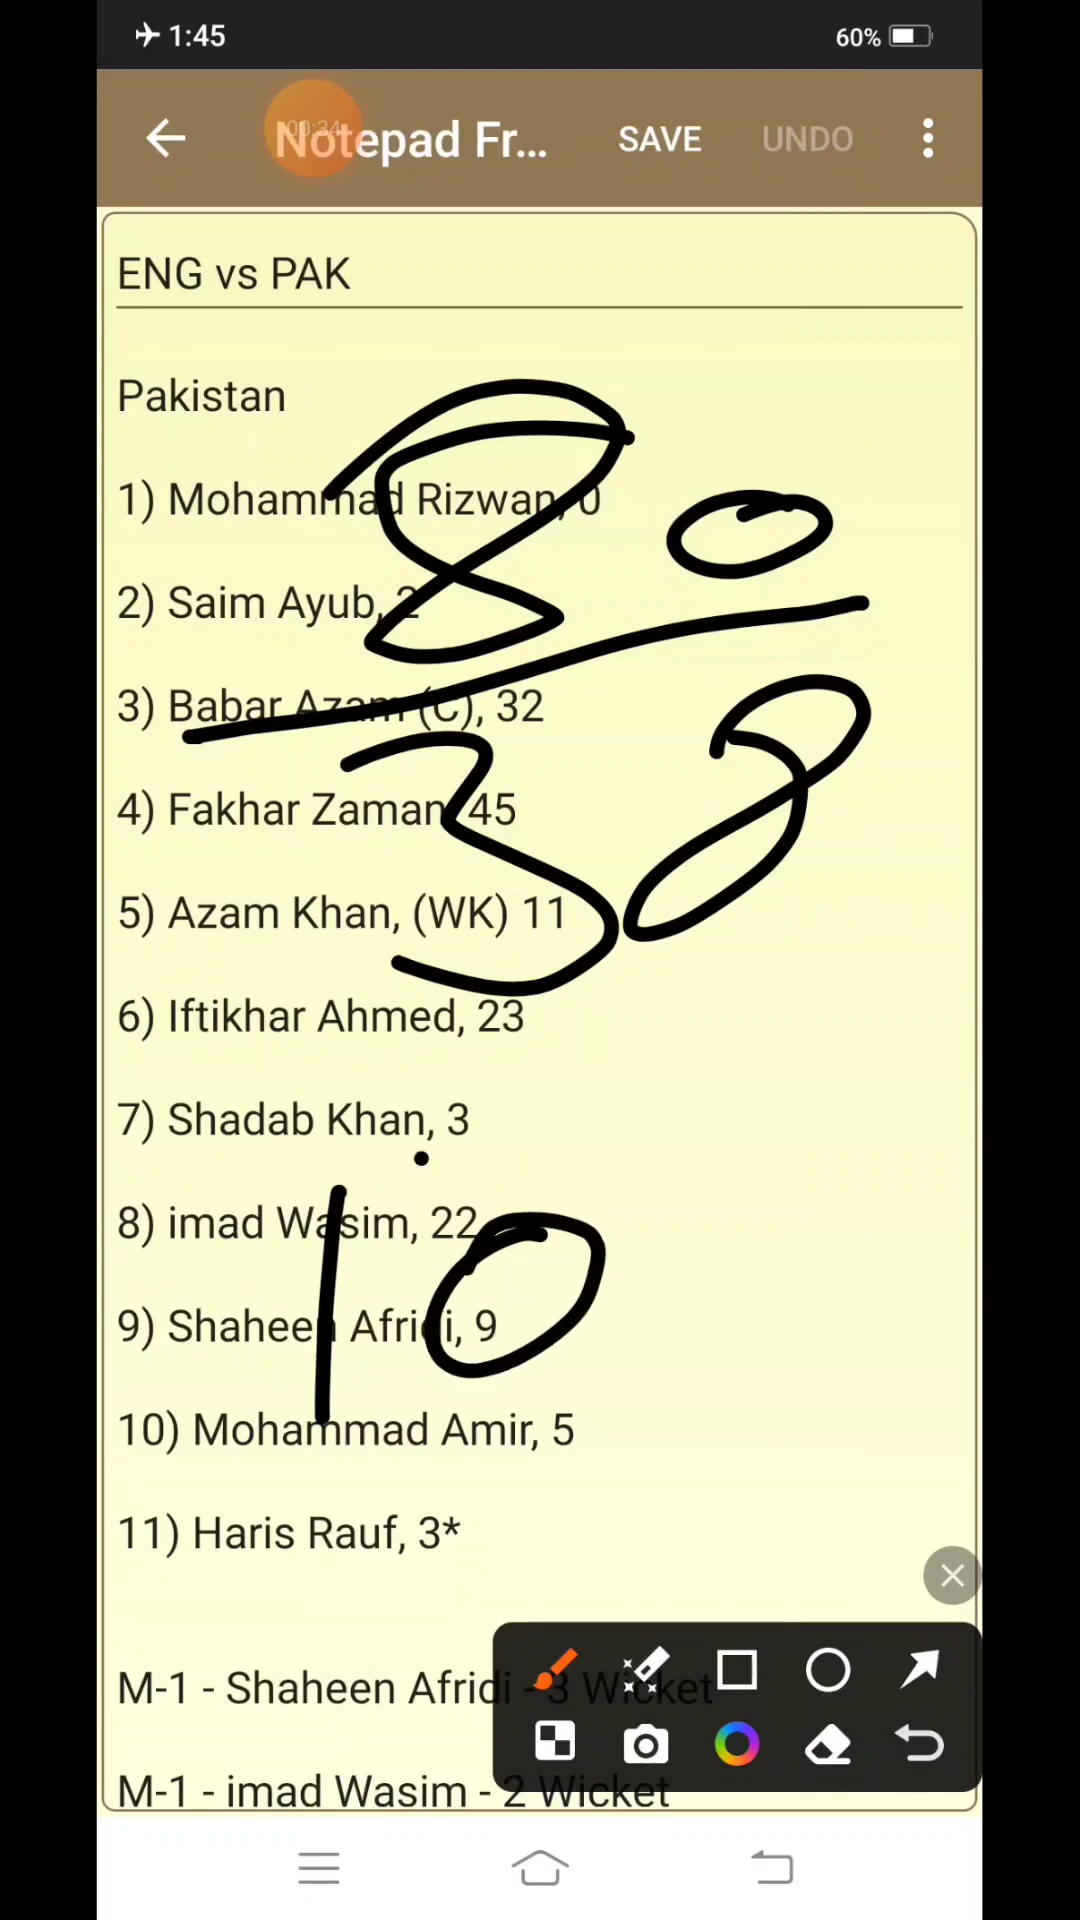 1:45
60%
00:34
Notepad Fr... SAVE UNDO
ENG vs PAK
Pakistan
1) Mohammad Rizwan, 0
2) Saim Ayub, 2
3) Babar Azam (C), 32
4) Fakhar Zaman 45
5) Azam Khan, (WK) 11
6) Iftikhar Ahmed, 23
7) Shadab Khan, 3
8) imad Wasim, 22
9) Shaheen Afridi, 9
10) Mohammad Amir, 5
11) Haris Rauf, 3*
M-1 - Shaheen Afridi - 3 Wicket
M-1 - imad Wasim - 2 Wicket
80
32
10